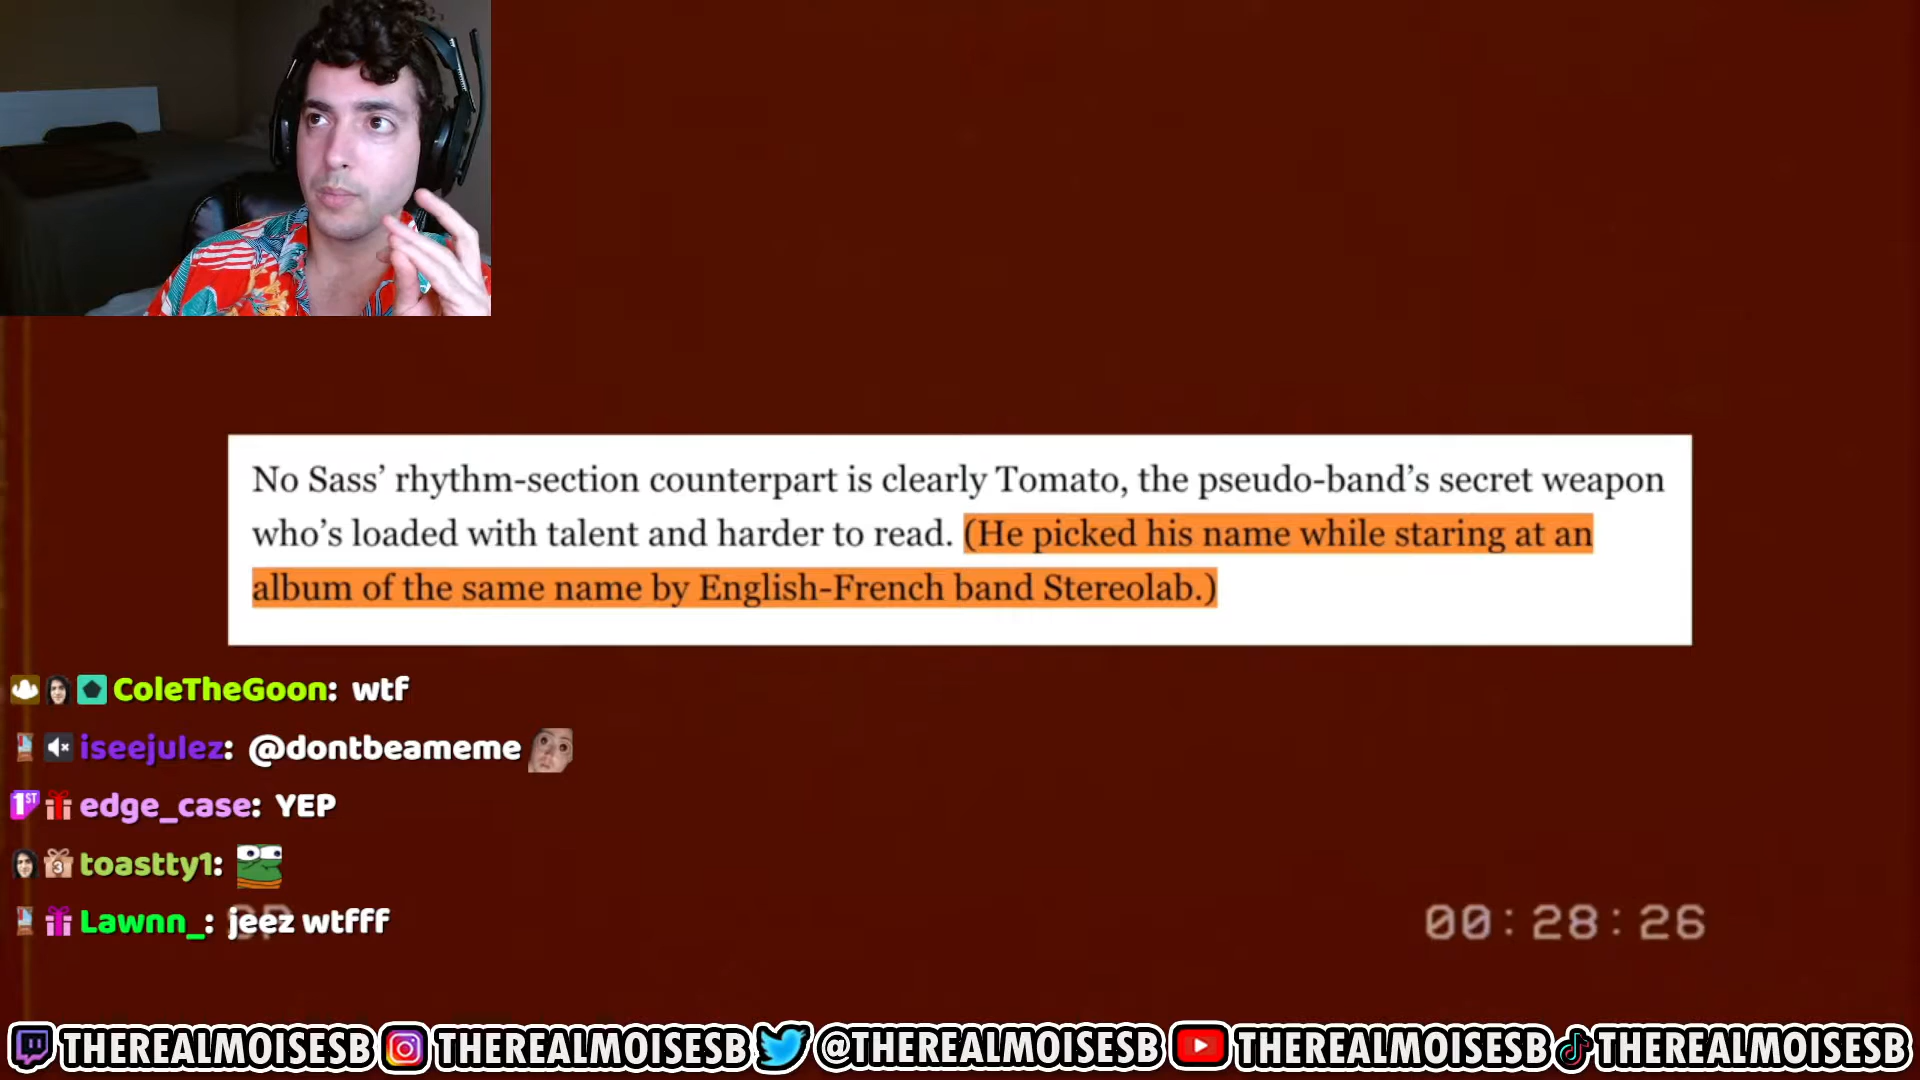 No Sass’ rhythm-section counterpart is clearly Tomato, the pseudo-band’s secret weapon
who’s loaded with talent and harder to read. (He picked his name while staring at an
album of the same name by English-French band Stereolab.)
ColeTheGoon: wtf
iseejulez: @dontbeameme
1ST edge_case: YEP
3 toastty1:
Lawnn_: jeez wtfff
00:28:26
THEREALMOISESB THEREALMOISESB @THEREALMOISESB THEREALMOISESB THEREALMOISESB